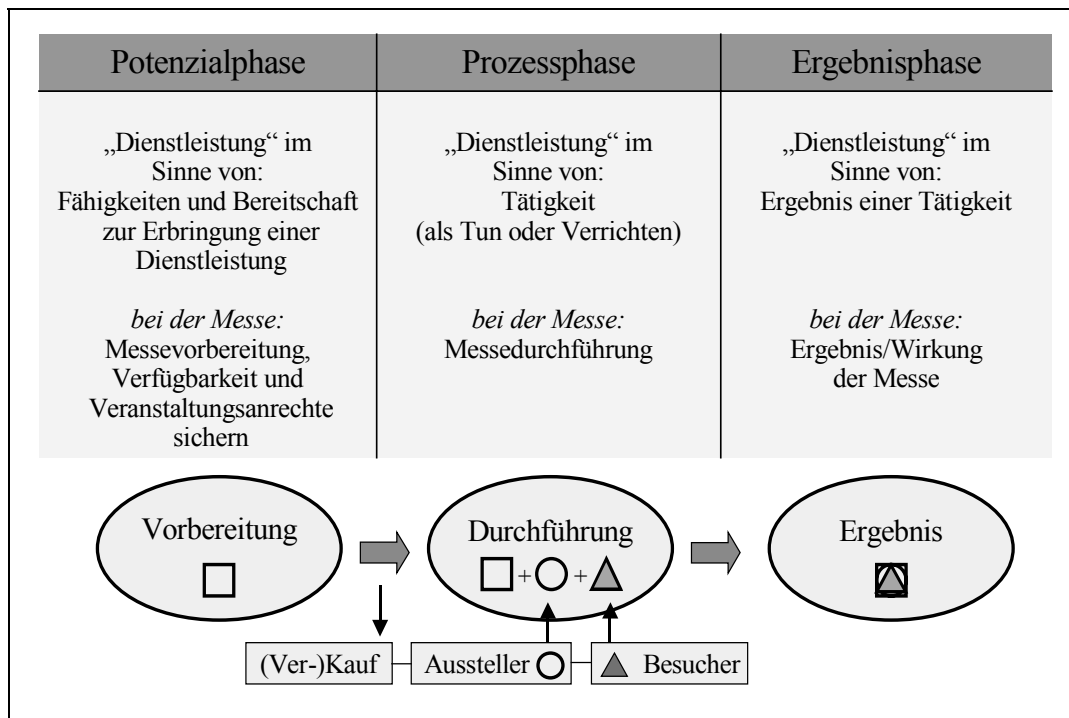 Potenzialphase
Prozessphase
Ergebnisphase
„Dienstleistung“ im
Sinne von:
Fähigkeiten und Bereitschaft
zur Erbringung einer
Dienstleistung
bei der Messe:
Messevorbereitung,
Verfügbarkeit und
Veranstaltungsanrechte
sichern
„Dienstleistung“ im
Sinne von:
Tätigkeit
(als Tun oder Verrichten)
bei der Messe:
Messedurchführung
„Dienstleistung“ im
Sinne von:
Ergebnis einer Tätigkeit
bei der Messe:
Ergebnis/Wirkung
der Messe
Vorbereitung
Durchführung
+ +
Ergebnis
(Ver-)Kauf
Aussteller
Besucher